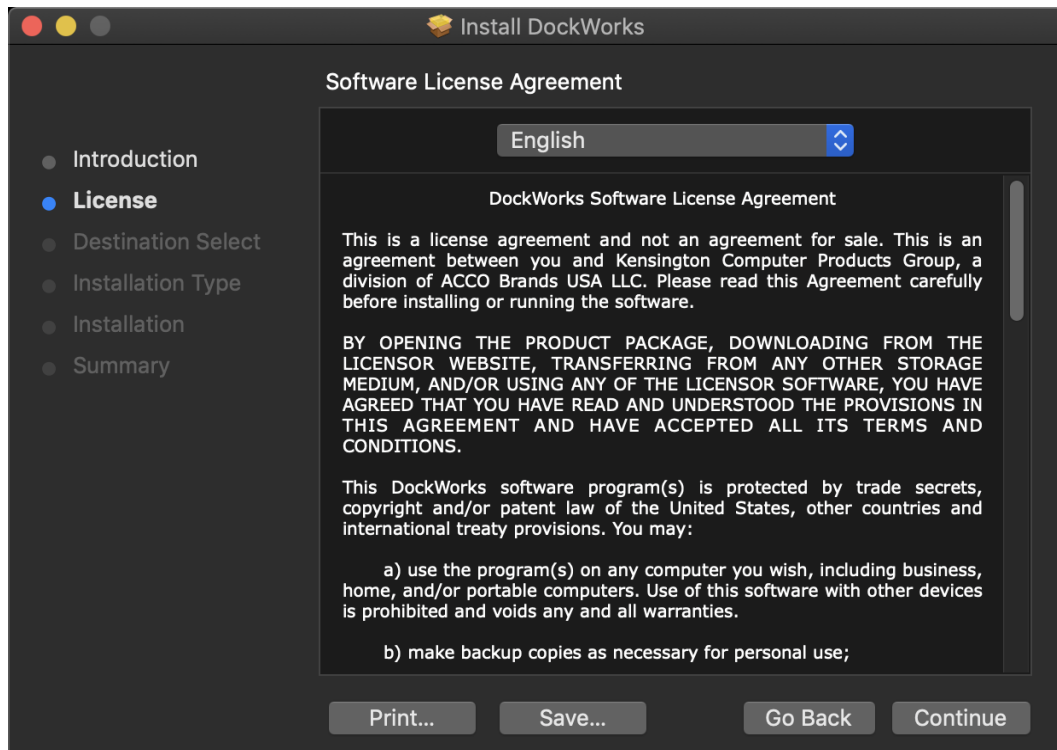 Install DockWorks
Software License Agreement
Introduction
License
Destination Select
Installation Type
Installation
Summary
English
DockWorks Software License Agreement
This is a license agreement and not an agreement for sale. This is an
agreement between you and Kensington Computer Products Group, a
division of ACCO Brands USA LLC. Please read this Agreement carefully
before installing or running the software.
BY OPENING THE PRODUCT PACKAGE, DOWNLOADING FROM THE
LICENSOR WEBSITE, TRANSFERRING FROM ANY OTHER STORAGE
MEDIUM, AND/OR USING ANY OF THE LICENSOR SOFTWARE, YOU HAVE
AGREED THAT YOU HAVE READ AND UNDERSTOOD THE PROVISIONS IN
THIS AGREEMENT AND HAVE ACCEPTED ALL ITS TERMS AND
CONDITIONS.
This DockWorks software program(s) is protected by trade secrets,
copyright and/or patent law of the United States, other countries and
international treaty provisions. You may:
a) use the program(s) on any computer you wish, including business,
home, and/or portable computers. Use of this software with other devices
is prohibited and voids any and all warranties.
b) make backup copies as necessary for personal use;
Print...
Save...
Go Back
Continue